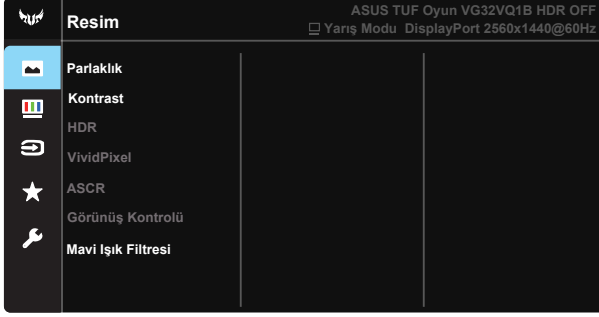 ASUS TUF Oyun VG32VQ1B HDR OFF
Resim
Yarış Modu DisplayPort 2560x1440@60Hz
Parlaklık
Kontrast
HDR
VividPixel
ASCR
Görünüş Kontrolü
Mavi Işık Filtresi